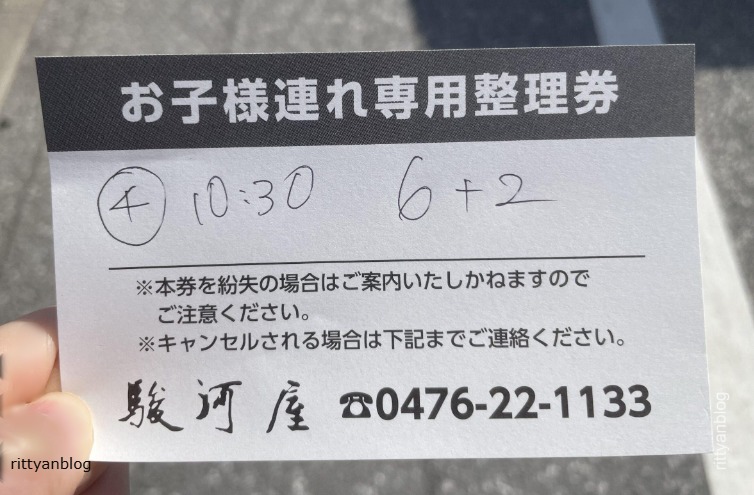 お子様連れ専用整理券
④ 10:30 6+2
※本券を紛失の場合はご案内いたしかねますので
ご注意ください。
※キャンセルされる場合は下記までご連絡ください。
駿河屋 ☎0476-22-1133
rittyanblog
rittyanblog